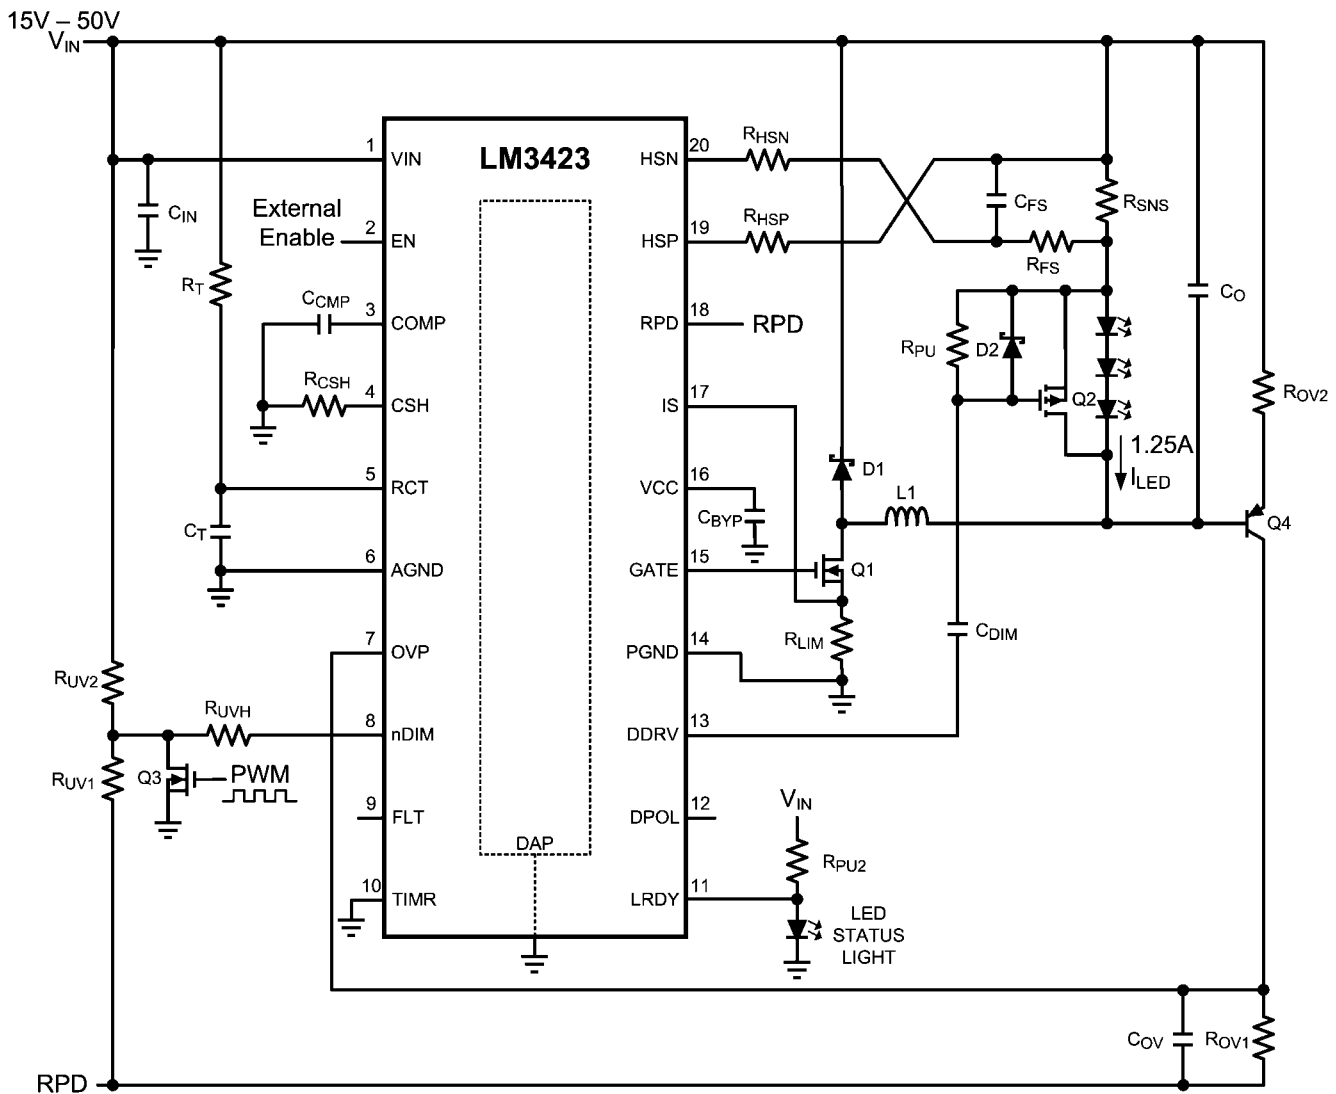 15V – 50V
VIN
LM3423
1
VIN
20
HSN
RHSN
CIN
External
Enable
2
EN
19
HSP
RHSP
CFS
RSNS
RFS
RT
CCMP
3
COMP
18
RPD
RPD
RPU
D2
Q2
CO
RCSH
4
CSH
17
IS
ROV2
1.25A
ILED
5
RCT
16
VCC
CBYP
D1
L1
Q4
CT
6
AGND
15
GATE
Q1
7
OVP
14
PGND
RLIM
CDIM
RUV2
RUVH
8
nDIM
13
DDRV
RUV1
Q3
PWM
9
FLT
12
DPOL
VIN
RPU2
DAP
10
TIMR
11
LRDY
LED
STATUS
LIGHT
COV
ROV1
RPD